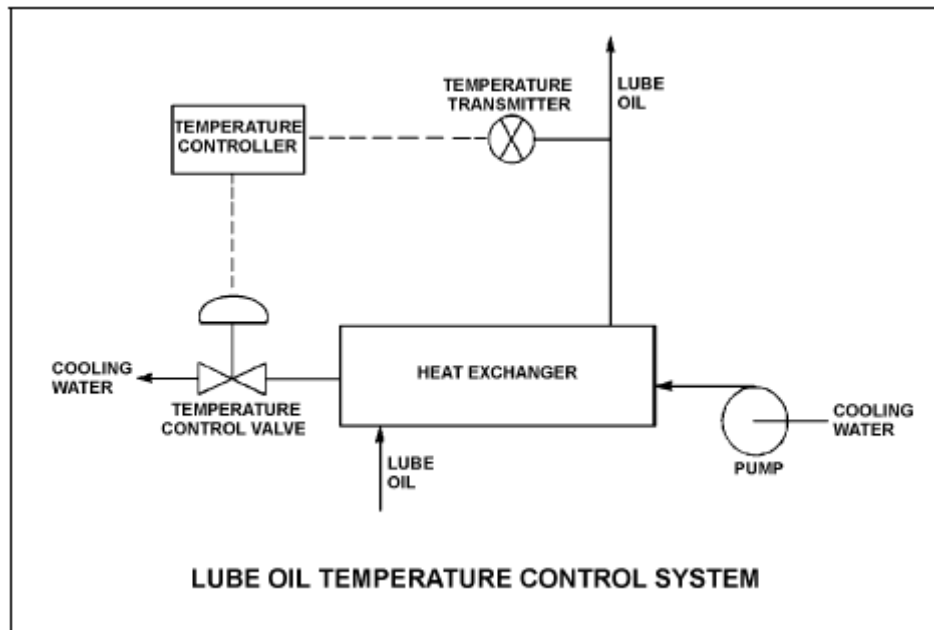 TEMPERATURE
TRANSMITTER
LUBE
OIL
TEMPERATURE
CONTROLLER
COOLING
WATER
TEMPERATURE
CONTROL VALVE
HEAT EXCHANGER
COOLING
WATER
PUMP
LUBE
OIL
LUBE OIL TEMPERATURE CONTROL SYSTEM